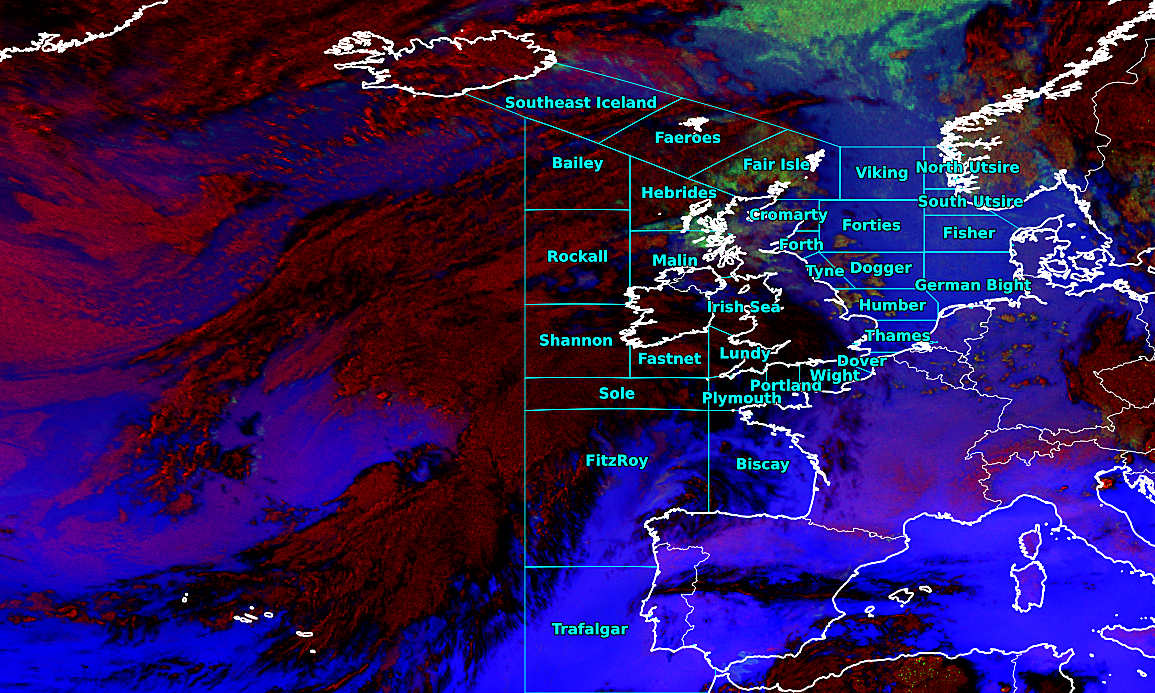 Southeast Iceland
Faeroes
Bailey
Fair Isle
Viking
North Utsire
Hebrides
South Utsire
Cromarty
Forties
Fisher
Forth
Rockall
Malin
Tyne
Dogger
German Bight
Irish Sea
Humber
Shannon
Thames
Fastnet
Lundy
Dover
Wight
Portland
Sole
Plymouth
FitzRoy
Biscay
Trafalgar